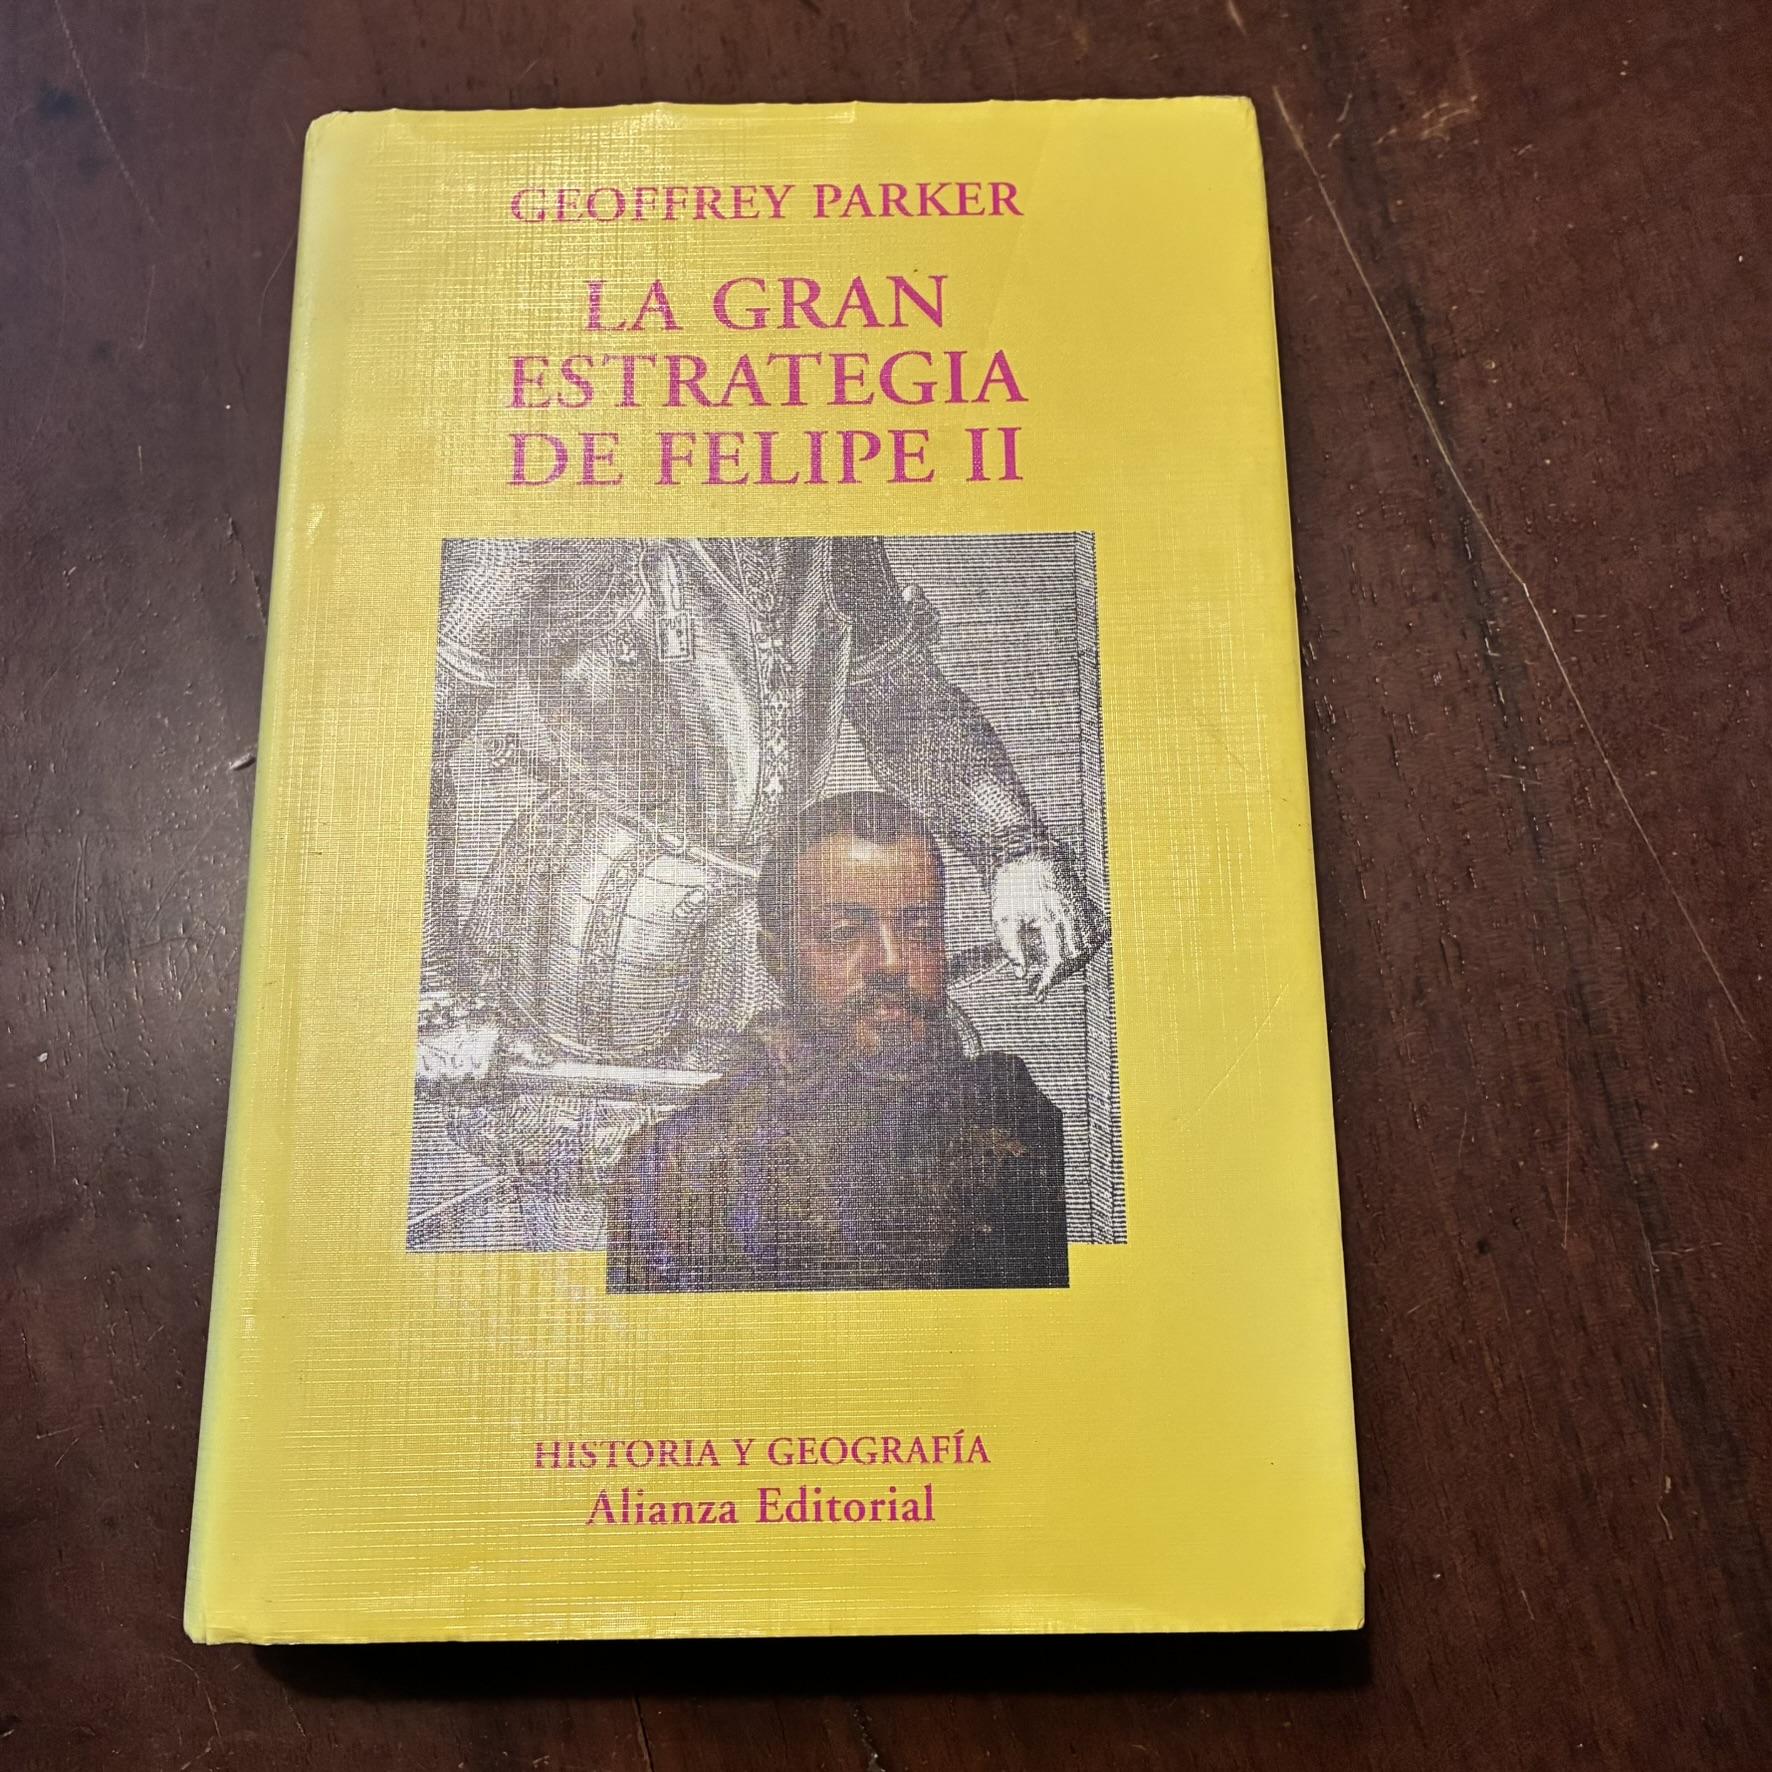 GEOFFREY PARKER
LA GRAN
ESTRATEGIA
DE FELIPE II
HISTORIA Y GEOGRAFÍA
Alianza Editorial